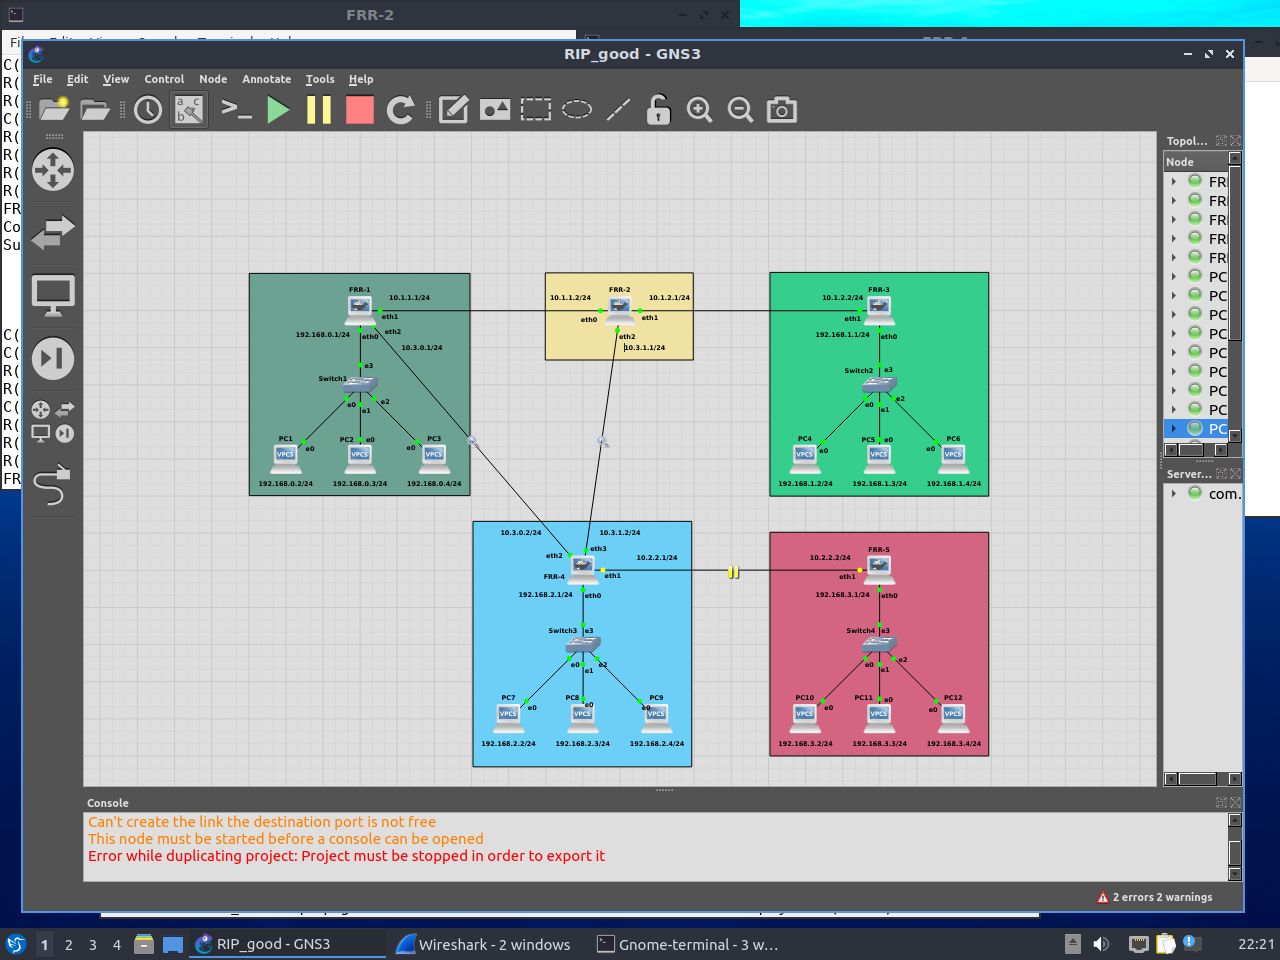 FRR-2
RIP_good - GNS3
File Edit View Control Node Annotate Tools Help
C(
R(
R(
C(
R(
R(
R(
R(
FR
Co
Su
C(
C(
R(
R(
C(
R(
R(
R(
FR
Topol...
Node
FRI
FRI
FRI
FRI
FRI
PC
PC
PC
PC
PC
PC
PC
PC
PC
Server...
com.
FRR-1
10.1.1.1/24
eth1
192.168.0.1/24
eth0
eth2
10.3.0.1/24
e3
Switch1
e0
e1
e2
PC1
e0
PC2
e0
PC3
e0
VPCS
VPCS
VPCS
192.168.0.2/24
192.168.0.3/24
192.168.0.4/24
FRR-2
10.1.1.2/24
10.1.2.1/24
eth0
eth1
eth2
10.3.1.1/24
FRR-3
10.1.2.2/24
eth1
192.168.1.1/24
eth0
e3
Switch2
e0
e1
e2
PC4
e0
PC5
e0
PC6
e0
VPCS
VPCS
VPCS
192.168.1.2/24
192.168.1.3/24
192.168.1.4/24
10.3.0.2/24
10.3.1.2/24
eth2
eth3
10.2.2.1/24
FRR-4
eth1
192.168.2.1/24
eth0
Switch3
e3
e0
e1
e2
PC7
e0
PC8
e0
PC9
e0
VPCS
VPCS
VPCS
192.168.2.2/24
192.168.2.3/24
192.168.2.4/24
FRR-5
10.2.2.2/24
eth1
192.168.3.1/24
eth0
Switch4
e3
e0
e1
e2
PC10
e0
PC11
e0
PC12
e0
VPCS
VPCS
VPCS
192.168.3.2/24
192.168.3.3/24
192.168.3.4/24
Console
Can't create the link the destination port is not free
This node must be started before a console can be opened
Error while duplicating project: Project must be stopped in order to export it
2 errors 2 warnings
1 2 3 4 RIP_good - GNS3 Wireshark - 2 windows Gnome-terminal - 3 w... 22:21